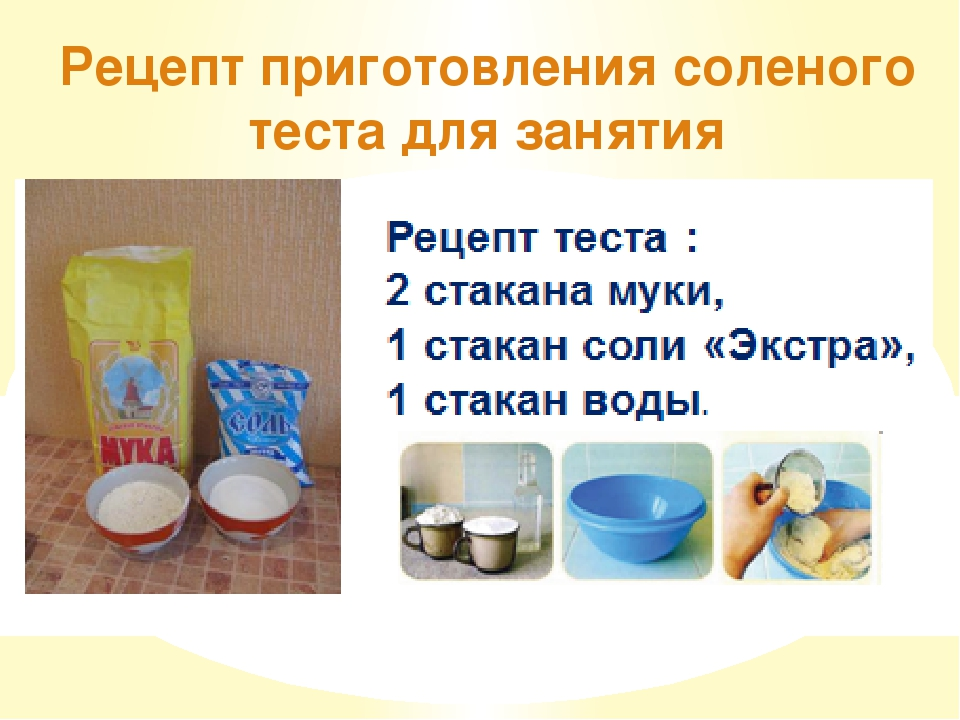 Рецепт приготовления соленого
теста для занятия
Рецепт теста :
2 стакана муки,
1 стакан соли «Экстра»,
1 стакан воды.
МУКА
СОЛЬ